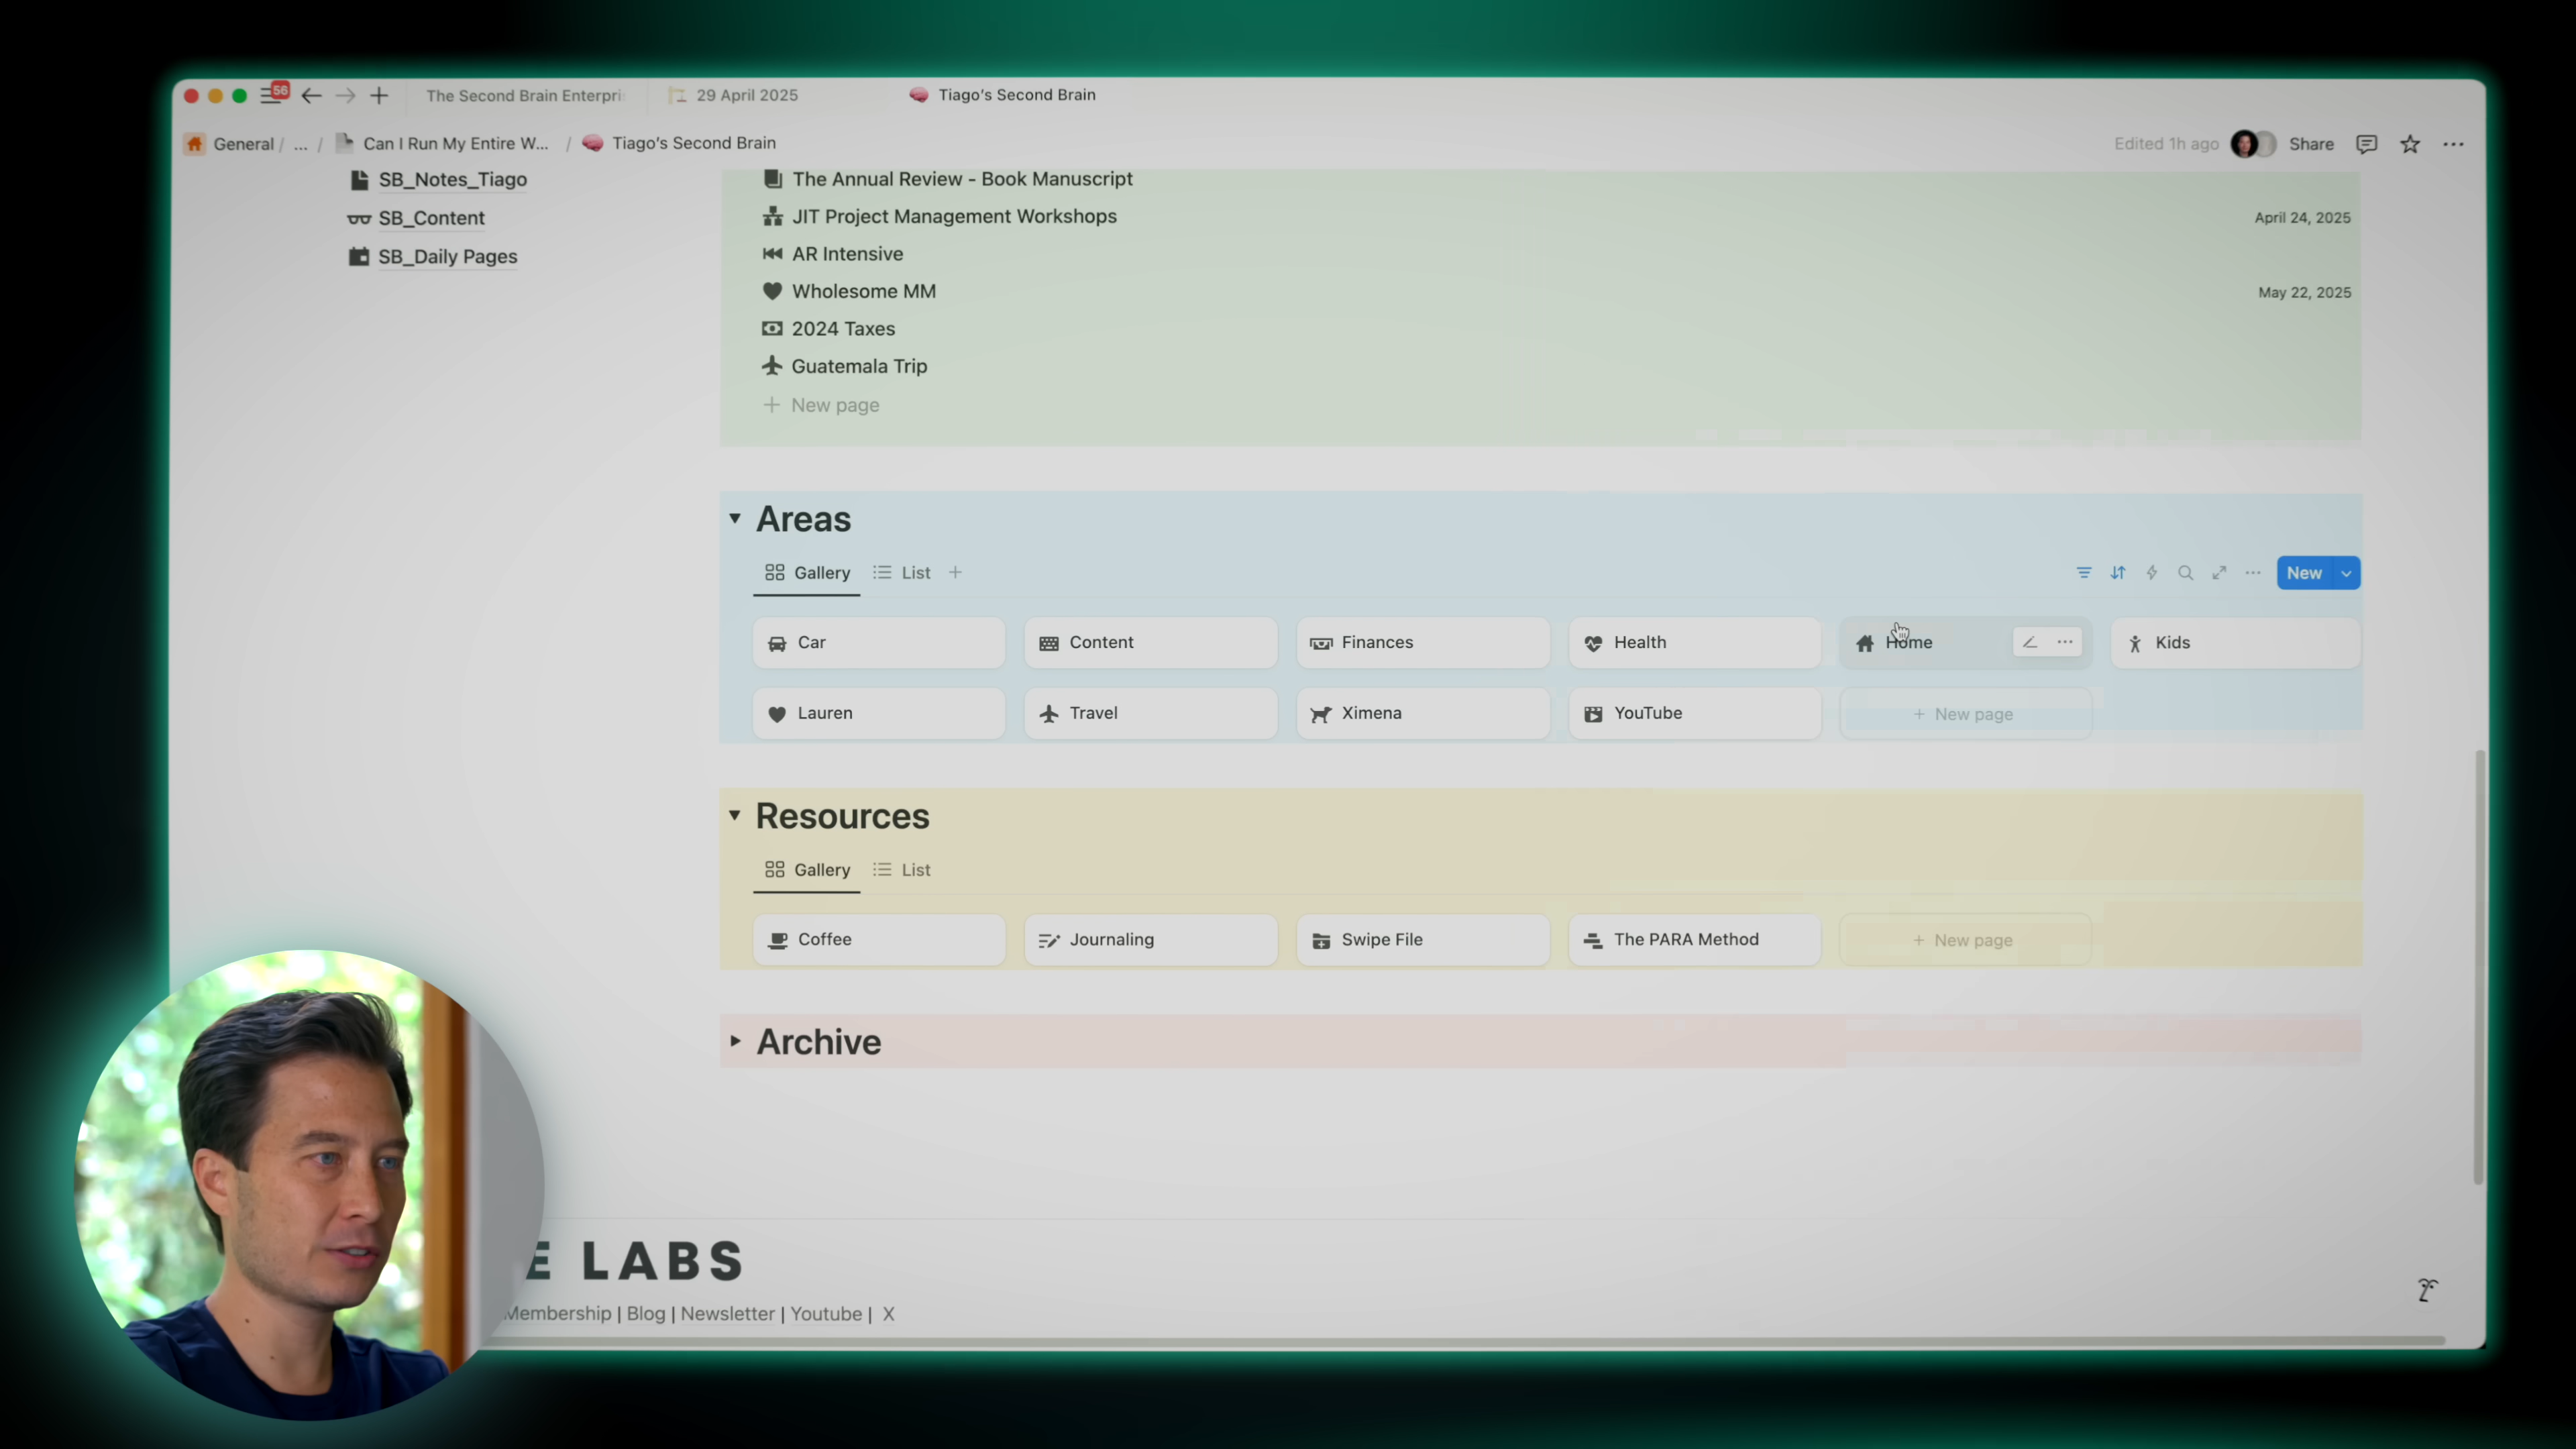 56
The Second Brain Enterpri
29 April 2025
Tiago's Second Brain
General / ... / Can I Run My Entire W... / Tiago's Second Brain
Edited 1h ago
Share
SB_Notes_Tiago
SB_Content
SB_Daily Pages
The Annual Review - Book Manuscript
JIT Project Management Workshops April 24, 2025
AR Intensive
Wholesome MM May 22, 2025
2024 Taxes
Guatemala Trip
+ New page
Areas
Gallery List +
New
Car Content Finances Health Home Kids
Lauren Travel Ximena YouTube + New page
Resources
Gallery List
Coffee Journaling Swipe File The PARA Method + New page
Archive
E LABS
Membership | Blog | Newsletter | Youtube | X